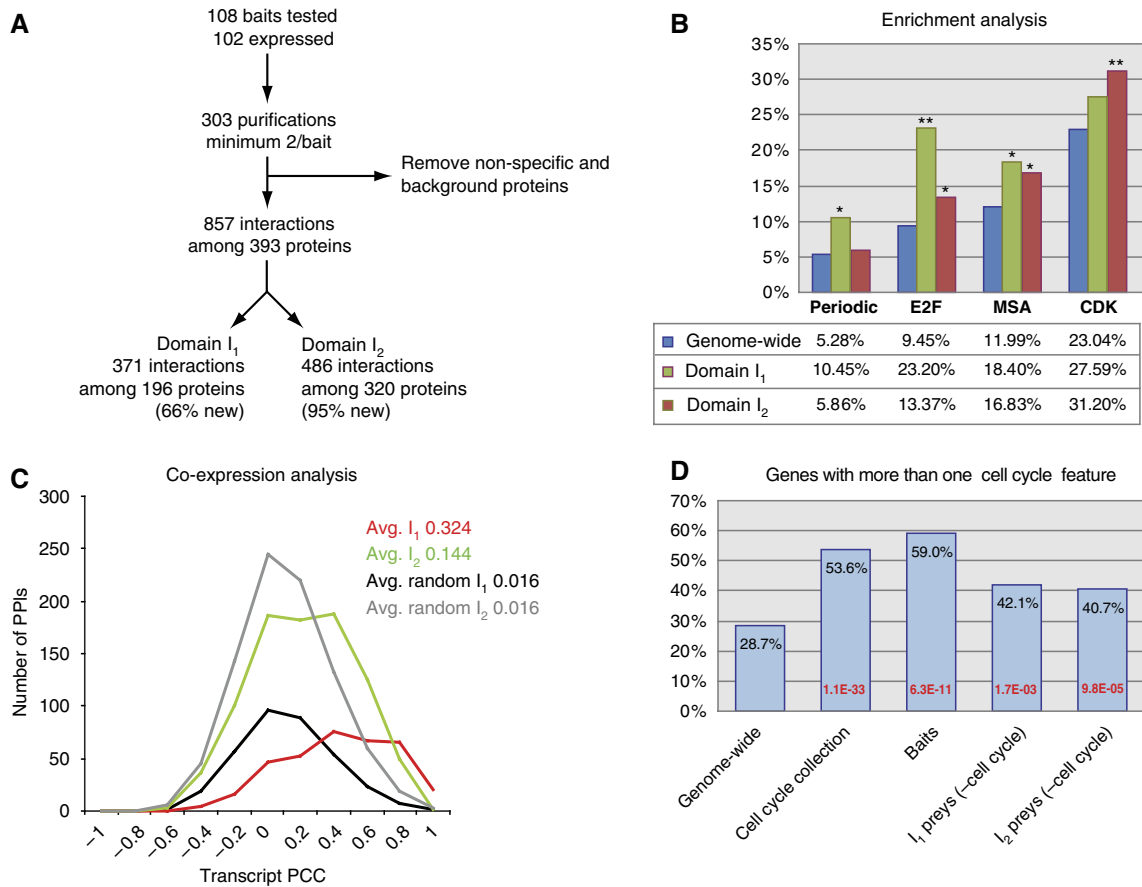 A
108 baits tested
102 expressed
303 purifications
minimum 2/bait
Remove non-specific and
background proteins
857 interactions
among 393 proteins
Domain I₁
371 interactions
among 196 proteins
(66% new)
Domain I₂
486 interactions
among 320 proteins
(95% new)
B
Enrichment analysis
35%
30%
25%
20%
15%
10%
5%
0%
*
**
*
*
*
**
Periodic E2F MSA CDK
Genome-wide 5.28% 9.45% 11.99% 23.04%
Domain I₁ 10.45% 23.20% 18.40% 27.59%
Domain I₂ 5.86% 13.37% 16.83% 31.20%
C
Co-expression analysis
Number of PPIs
300
250
200
150
100
50
0
Avg. I₁ 0.324
Avg. I₂ 0.144
Avg. random I₁ 0.016
Avg. random I₂ 0.016
−1 −0.8 −0.6 −0.4 −0.2 0 0.2 0.4 0.6 0.8 1
Transcript PCC
D
Genes with more than one cell cycle feature
70%
60%
50%
40%
30%
20%
10%
0%
28.7%
53.6%
59.0%
42.1%
40.7%
1.1E-33
6.3E-11
1.7E-03
9.8E-05
Genome-wide
Cell cycle collection
Baits
I₁ preys (–cell cycle)
I₂ preys (–cell cycle)